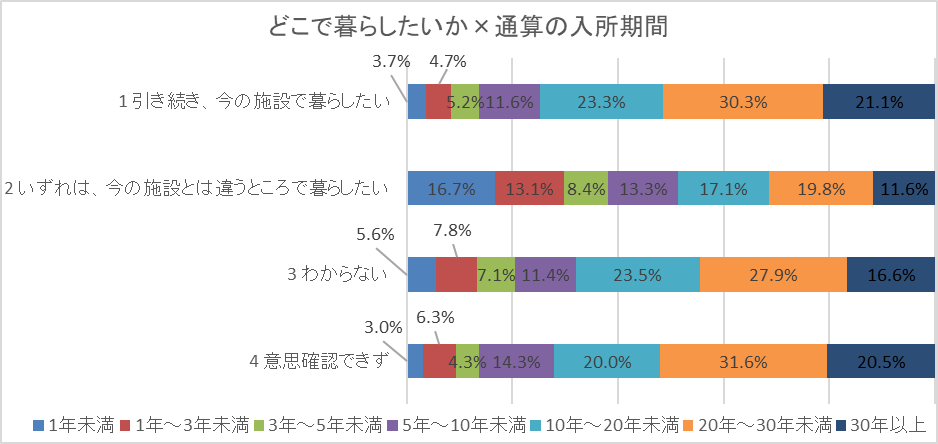 どこで暮らしたいか×通算の入所期間
3.7% 4.7%
1 引き続き、今の施設で暮らしたい 5.2% 11.6% 23.3% 30.3% 21.1%
2 いずれは、今の施設とは違うところで暮らしたい 16.7% 13.1% 8.4% 13.3% 17.1% 19.8% 11.6%
5.6% 7.8%
3 わからない 7.1% 11.4% 23.5% 27.9% 16.6%
3.0% 6.3%
4 意思確認できず 4.3% 14.3% 20.0% 31.6% 20.5%
1年未満 1年～3年未満 3年～5年未満 5年～10年未満 10年～20年未満 20年～30年未満 30年以上